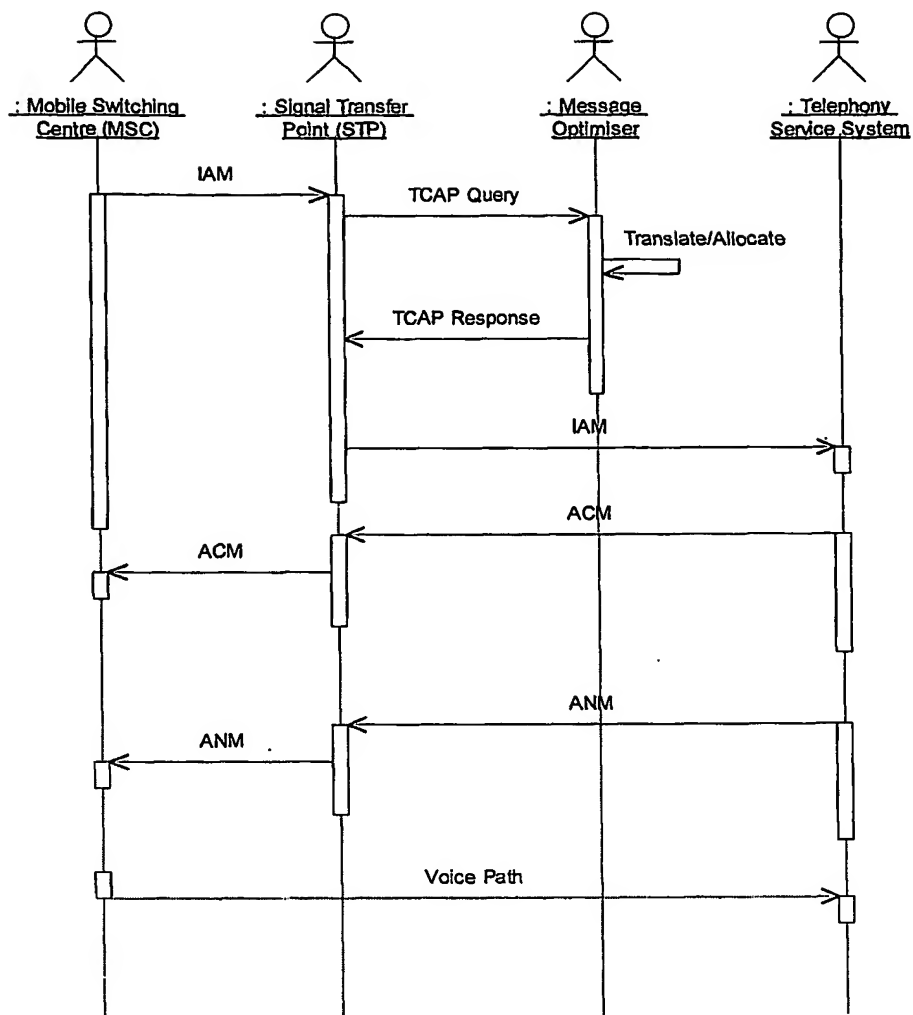 : Mobile Switching
Centre (MSC)
: Signal Transfer
Point (STP)
: Message
Optimiser
: Telephony
Service System
IAM
TCAP Query
Translate/Allocate
TCAP Response
IAM
ACM
ACM
ANM
ANM
Voice Path